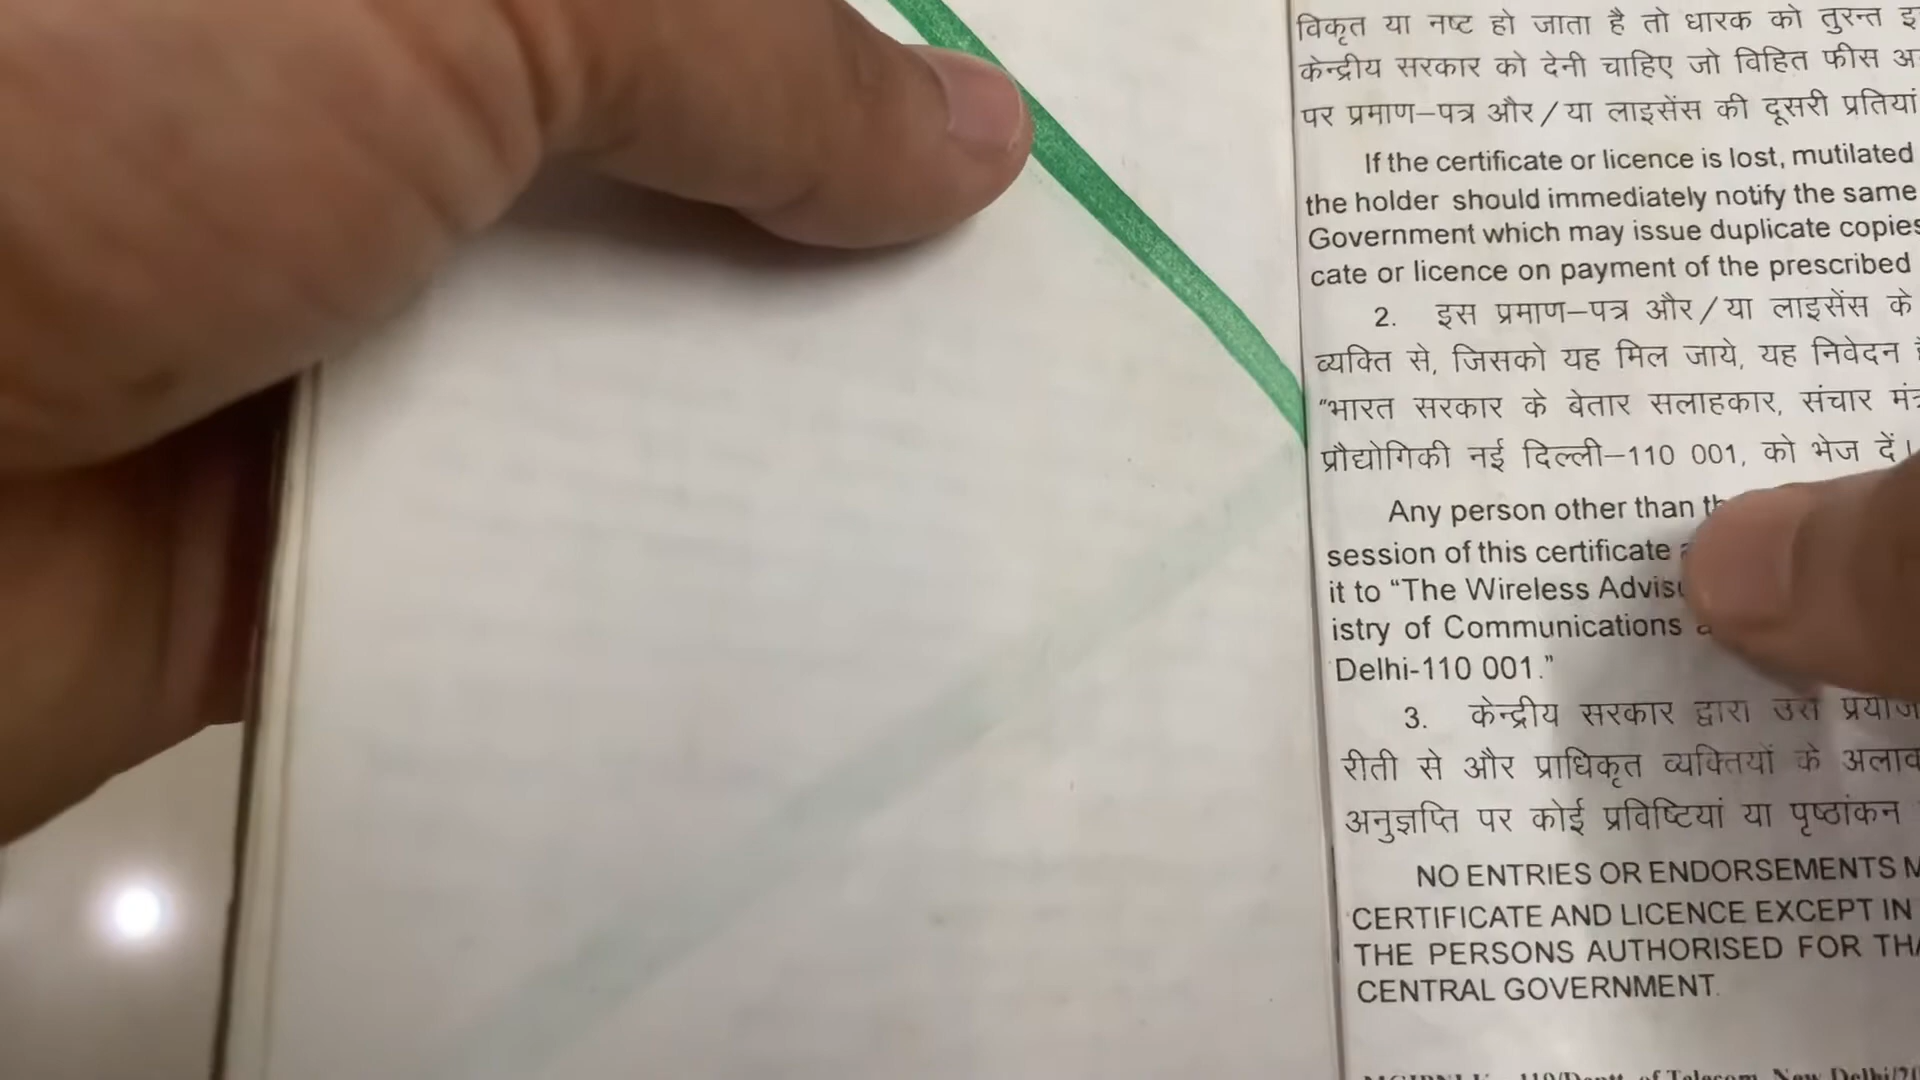 विकृत या नष्ट हो जाता है तो धारक को तुरन्त
केन्द्रीय सरकार को देनी चाहिए जो विहित फीस
पर प्रमाण–पत्र और/या लाइसेंस की दूसरी प्रतियां
If the certificate or licence is lost, mutilated
the holder should immediately notify the same
Government which may issue duplicate copies
cate or licence on payment of the prescribed
2. इस प्रमाण–पत्र और/या लाइसेंस के
व्यक्ति से, जिसको यह मिल जाये, यह निवेदन
“भारत सरकार के बेतार सलाहकार, संचार
प्रौद्योगिकी नई दिल्ली–110 001, को भेज दें।
Any person other than
session of this certificate
it to “The Wireless
istry of Communications
Delhi-110 001.”
3. केन्द्रीय सरकार द्वारा
रीती से और प्राधिकृत व्यक्तियों के
अनुज्ञप्ति पर कोई प्रविष्टियां या पृष्ठांकन
NO ENTRIES OR ENDORSEMENTS
CERTIFICATE AND LICENCE EXCEPT IN
THE PERSONS AUTHORISED FOR
CENTRAL GOVERNMENT.